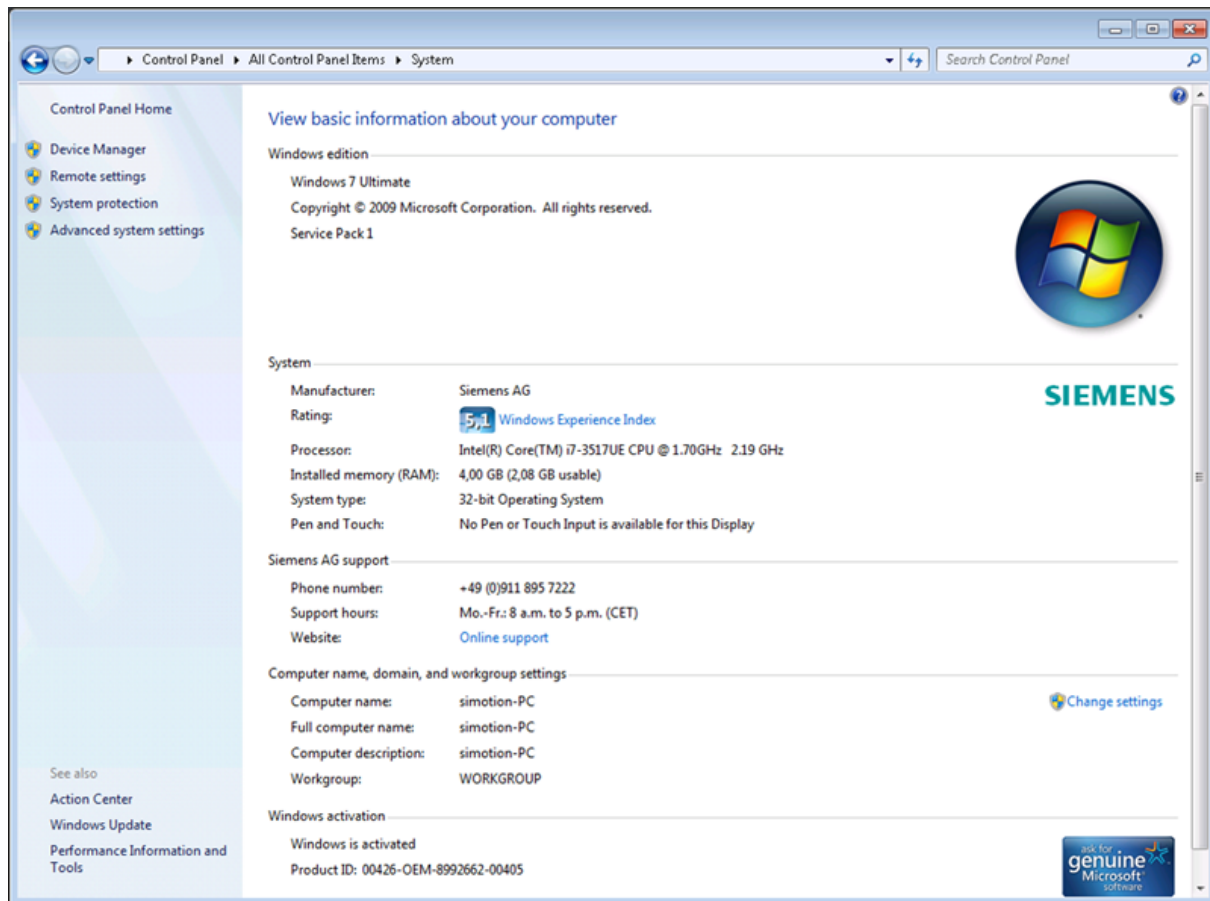 Control Panel ▸ All Control Panel Items ▸ System
Search Control Panel
Control Panel Home
Device Manager
Remote settings
System protection
Advanced system settings
See also
Action Center
Windows Update
Performance Information and
Tools
View basic information about your computer
Windows edition
Windows 7 Ultimate
Copyright © 2009 Microsoft Corporation. All rights reserved.
Service Pack 1
System
Manufacturer: Siemens AG
SIEMENS
Rating: 5,1 Windows Experience Index
Processor: Intel(R) Core(TM) i7-3517UE CPU @ 1.70GHz 2.19 GHz
Installed memory (RAM): 4,00 GB (2,08 GB usable)
System type: 32-bit Operating System
Pen and Touch: No Pen or Touch Input is available for this Display
Siemens AG support
Phone number: +49 (0)911 895 7222
Support hours: Mo.-Fr.: 8 a.m. to 5 p.m. (CET)
Website: Online support
Computer name, domain, and workgroup settings
Computer name: simotion-PC
Change settings
Full computer name: simotion-PC
Computer description: simotion-PC
Workgroup: WORKGROUP
Windows activation
Windows is activated
Product ID: 00426-OEM-8992662-00405
ask for
genuine
Microsoft
software